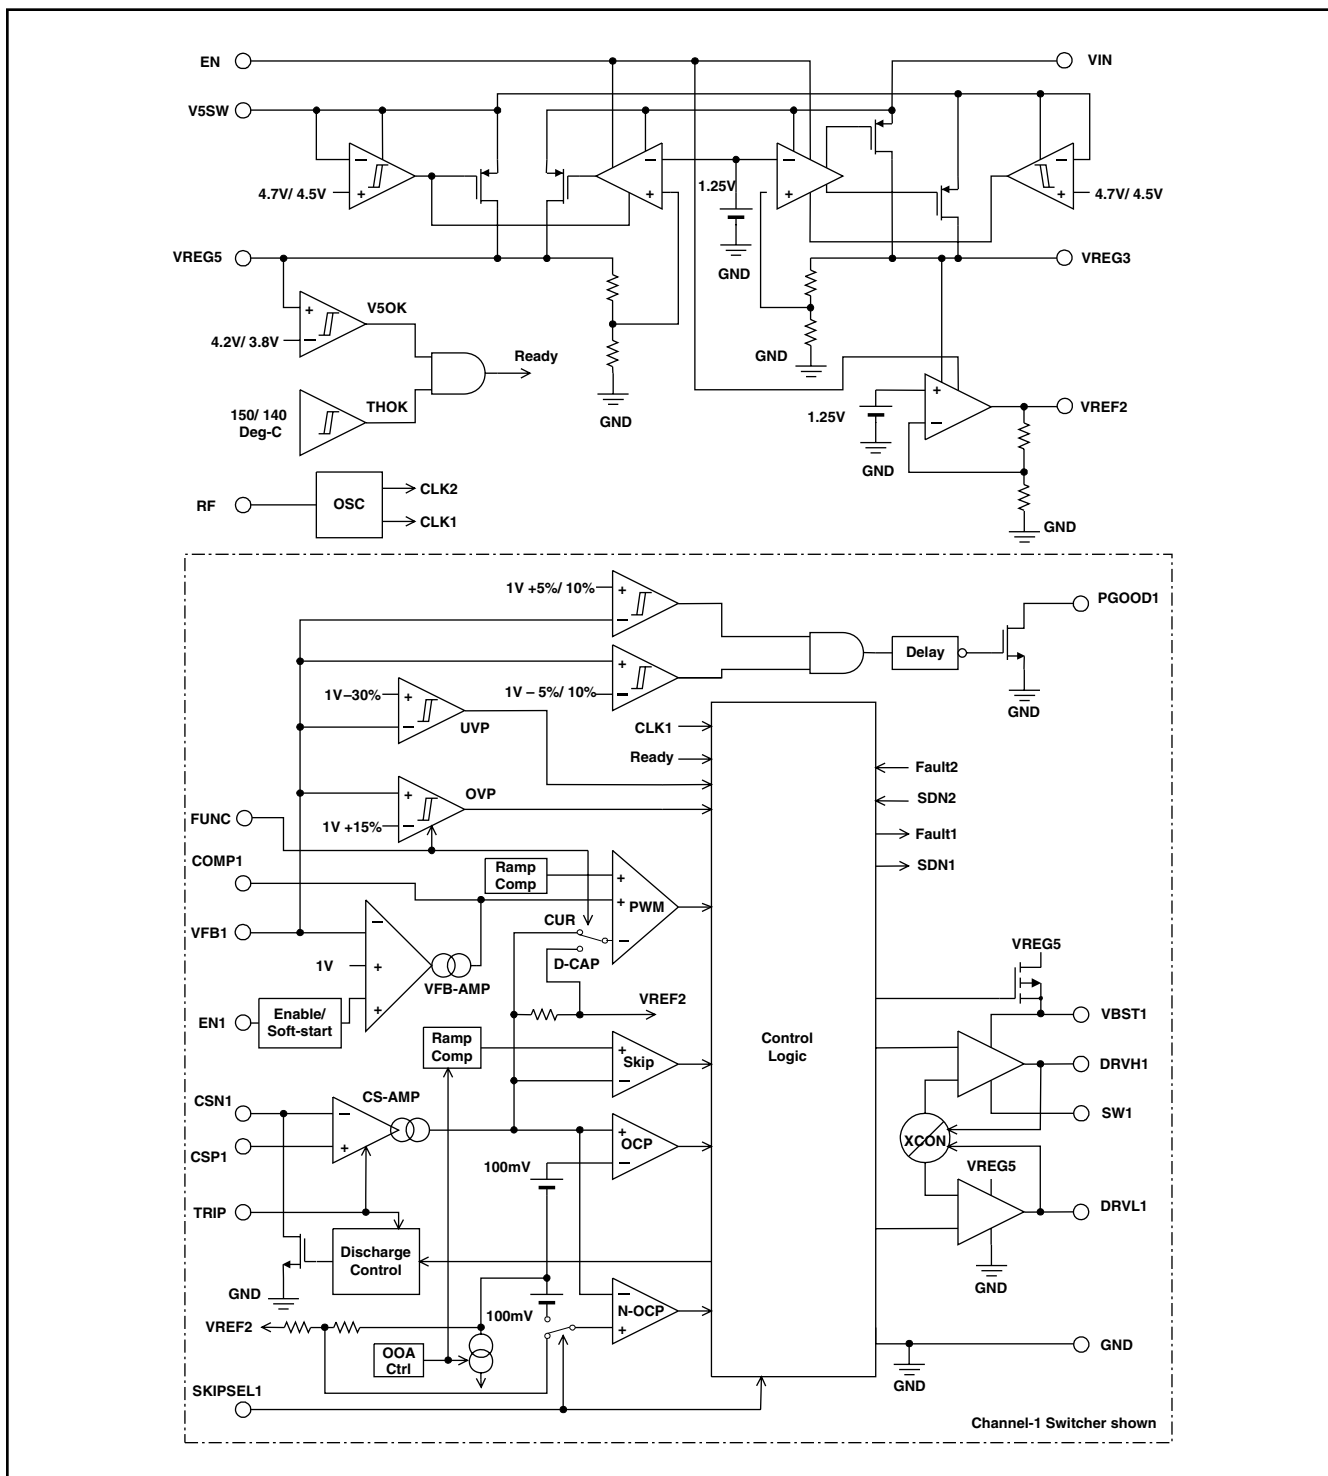 EN
VIN
V5SW
4.7V/ 4.5V
1.25V
4.7V/ 4.5V
−
+
−
+
−
+
−
+
GND
VREG5
VREG3
+
−
V5OK
4.2V/ 3.8V
Ready
GND
THOK
150/ 140
Deg-C
GND
+
−
1.25V
VREF2
GND
RF
OSC
CLK2
CLK1
GND
1V +5%/ 10%
+
−
PGOOD1
Delay
+
−
1V − 5%/ 10%
GND
1V−30%
+
−
UVP
CLK1
Ready
Fault2
SDN2
Fault1
SDN1
+
−
OVP
1V +15%
FUNC
COMP1
Ramp
Comp
+
+
−
PWM
CUR
D-CAP
VFB1
−
+
+
1V
VFB-AMP
VREF2
EN1
Enable/
Soft-start
VREG5
VBST1
Ramp
Comp
+
−
Skip
Control
Logic
DRVH1
SW1
CSN1
CS-AMP
−
+
CSP1
+
−
OCP
100mV
XCON
VREG5
DRVL1
TRIP
Discharge
Control
GND
GND
100mV
−
+
N-OCP
VREF2
OOA
Ctrl
GND
GND
SKIPSEL1
Channel-1 Switcher shown